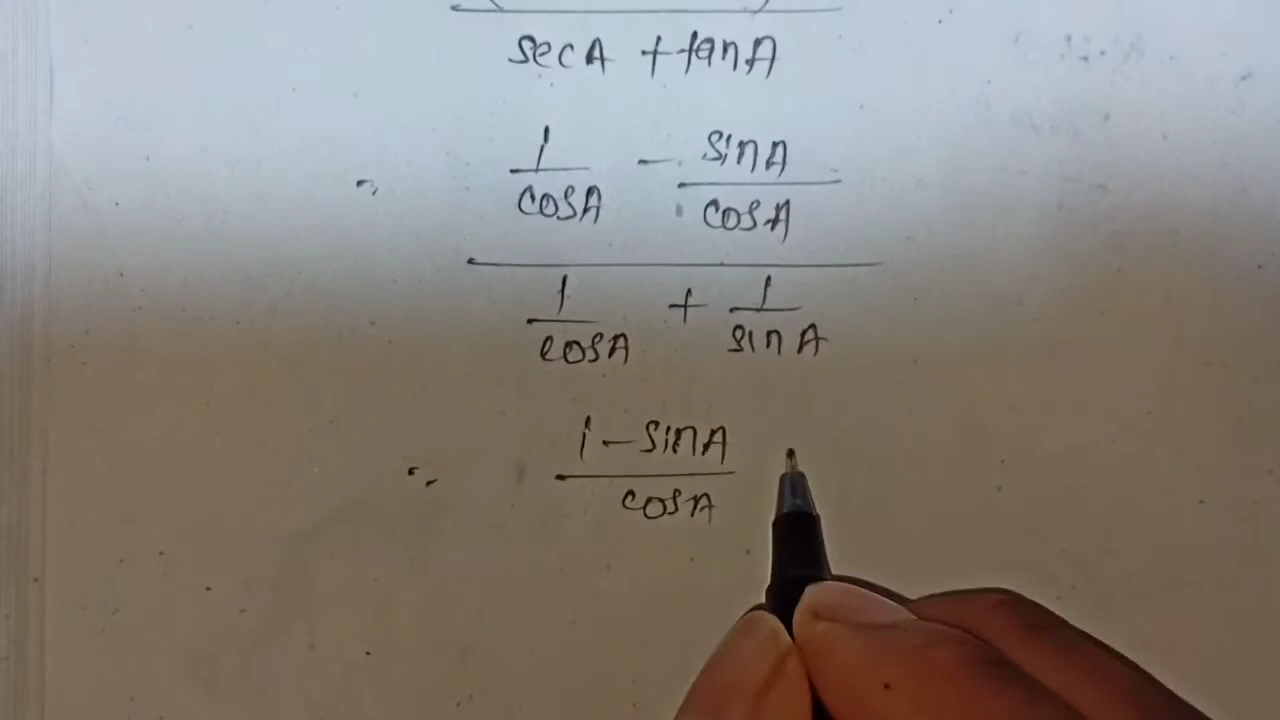 secA + tanA
1 - sinA
cosA cosA
1 + 1
cosA sinA
1 - sinA
cosA